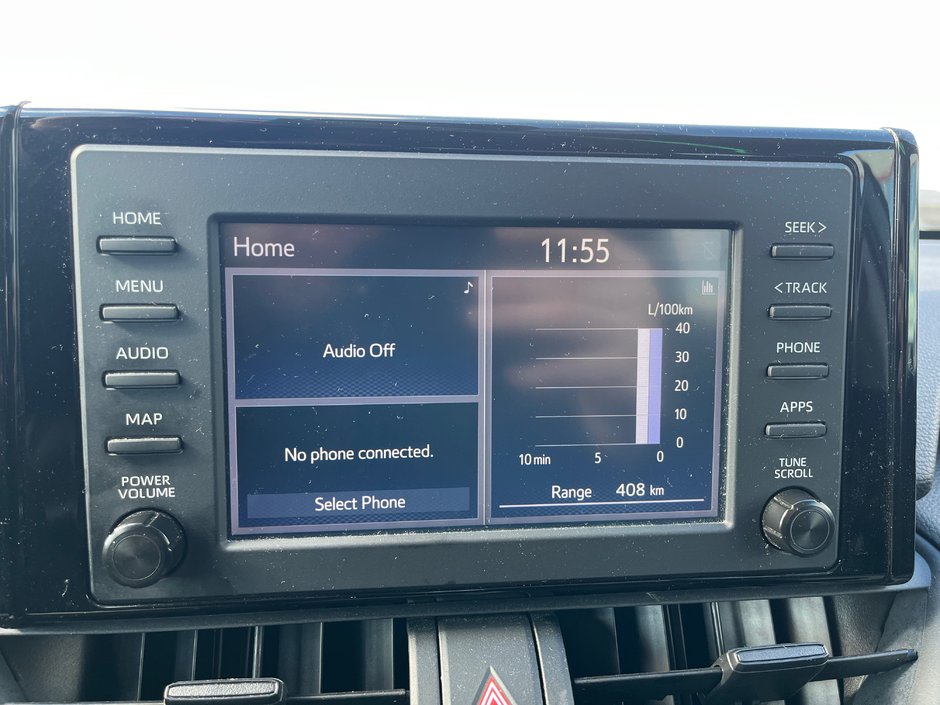 HOME
MENU
AUDIO
MAP
POWER
VOLUME
Home
11:55
Audio Off
No phone connected.
Select Phone
L/100km
40
30
20
10
0
10 min 5 0
Range 408 km
SEEK >
< TRACK
PHONE
APPS
TUNE
SCROLL